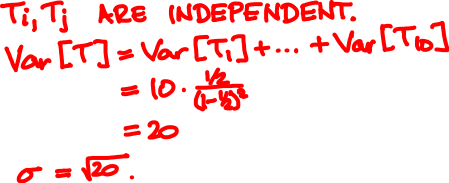 Ti, Tj ARE INDEPENDENT.
Var[T] = Var[T₁] + ... + Var[T₁₀]
= 10 · ½/(1-½)²
= 20
σ = √20.